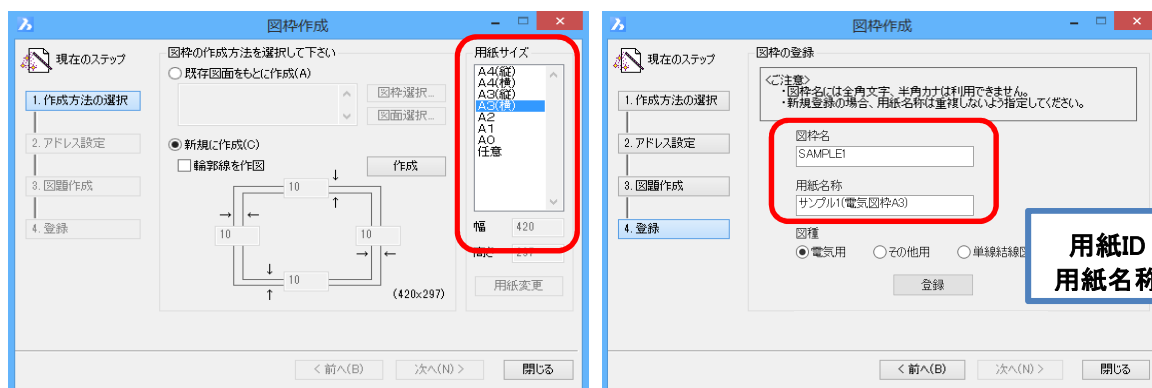 図枠作成
現在のステップ
1. 作成方法の選択
2. アドレス設定
3. 図題作成
4. 登録
図枠の作成方法を選択して下さい
既存図面をもとに作成(A)
図枠選択...
図面選択...
新規に作成(C)
輪郭線を作図
作成
10
10
10
10
(420×297)
用紙サイズ
A4(縦)
A4(横)
A3(縦)
A3(横)
A2
A1
A0
任意
幅 420
高さ 297
用紙変更
< 前へ(B)
次へ(N) >
閉じる
図枠作成
現在のステップ
1. 作成方法の選択
2. アドレス設定
3. 図題作成
4. 登録
図枠の登録
<ご注意>
・図枠名には全角文字、半角カナは利用できません。
・新規登録の場合、用紙名称は重複しないよう指定してください。
図枠名
SAMPLE1
用紙名称
サンプル1(電気図枠A3)
図種
電気用
その他用
単線結線図
登録
用紙ID
用紙名称
< 前へ(B)
次へ(N) >
閉じる